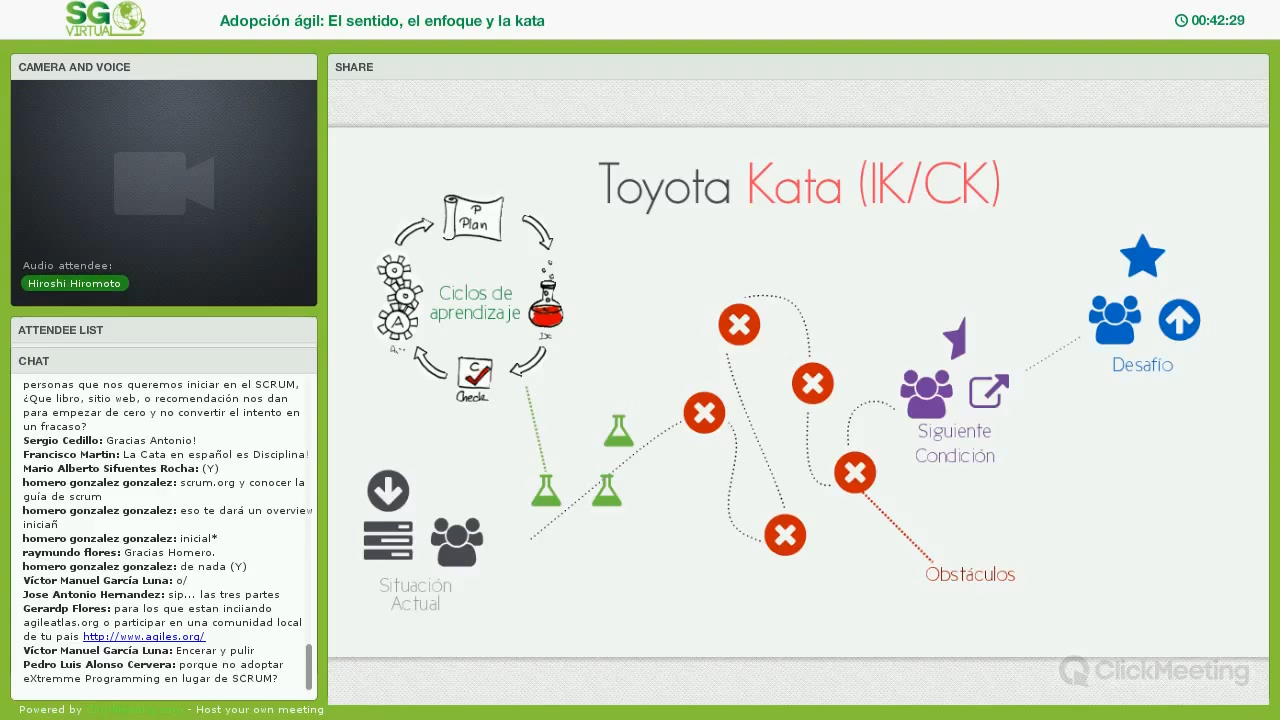 SG
VIRTUAL
Adopción ágil: El sentido, el enfoque y la kata
00:42:29
CAMERA AND VOICE
Audio attendee:
Hiroshi Hiromoto
ATTENDEE LIST
CHAT
personas que nos queremos iniciar en el SCRUM,
¿Que libro, sitio web, o recomendación nos dan
para empezar de cero y no convertir el intento en
un fracaso?
Sergio Cedillo: Gracias Antonio!
Francisco Martin: La Cata en español es Disciplina!
Mario Alberto Sifuentes Rocha: (Y)
homero gonzalez gonzalez: scrum.org y conocer la
guía de scrum
homero gonzalez gonzalez: eso te dará un overview
iniciañ
homero gonzalez gonzalez: inicial*
raymundo flores: Gracias Homero.
homero gonzalez gonzalez: de nada (Y)
Víctor Manuel García Luna: o/
Jose Antonio Hernandez: sip... las tres partes
Gerardp Flores: para los que estan inciiando
agileatlas.org o participar en una comunidad local
de tu pais http://www.agiles.org/
Víctor Manuel García Luna: Encerar y pulir
Pedro Luis Alonso Cervera: porque no adoptar
eXtremme Programming en lugar de SCRUM?
Powered by - Host your own meeting
SHARE
Toyota Kata (IK/CK)
P
Plan
Ciclos de
aprendizaje
A
C
Check
Situación
Actual
Obstáculos
Siguiente
Condición
Desafío
ClickMeeting